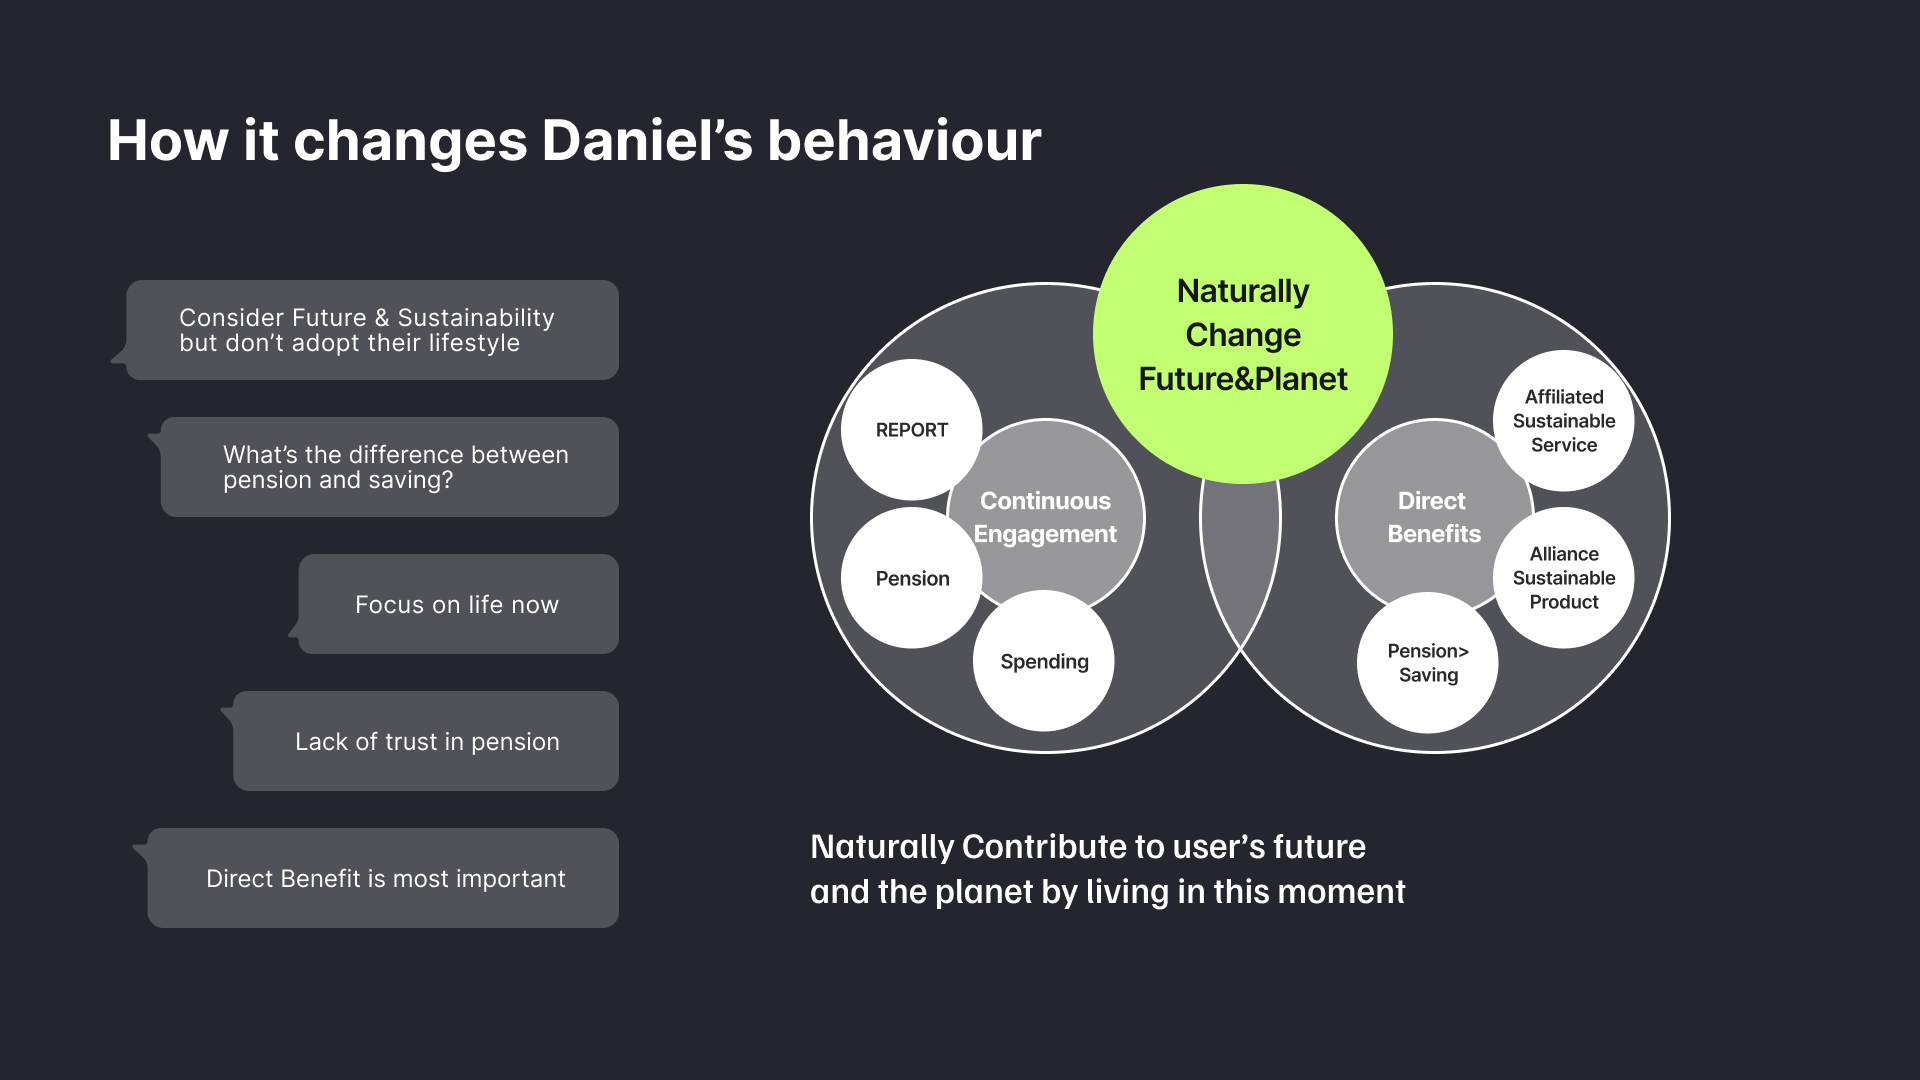 How it changes Daniel’s behaviour
Consider Future & Sustainability
but don’t adopt their lifestyle
What’s the difference between
pension and saving?
Focus on life now
Lack of trust in pension
Direct Benefit is most important
Naturally
Change
Future&Planet
REPORT
Continuous
Engagement
Pension
Spending
Direct
Benefits
Affiliated
Sustainable
Service
Alliance
Sustainable
Product
Pension>
Saving
Naturally Contribute to user’s future
and the planet by living in this moment